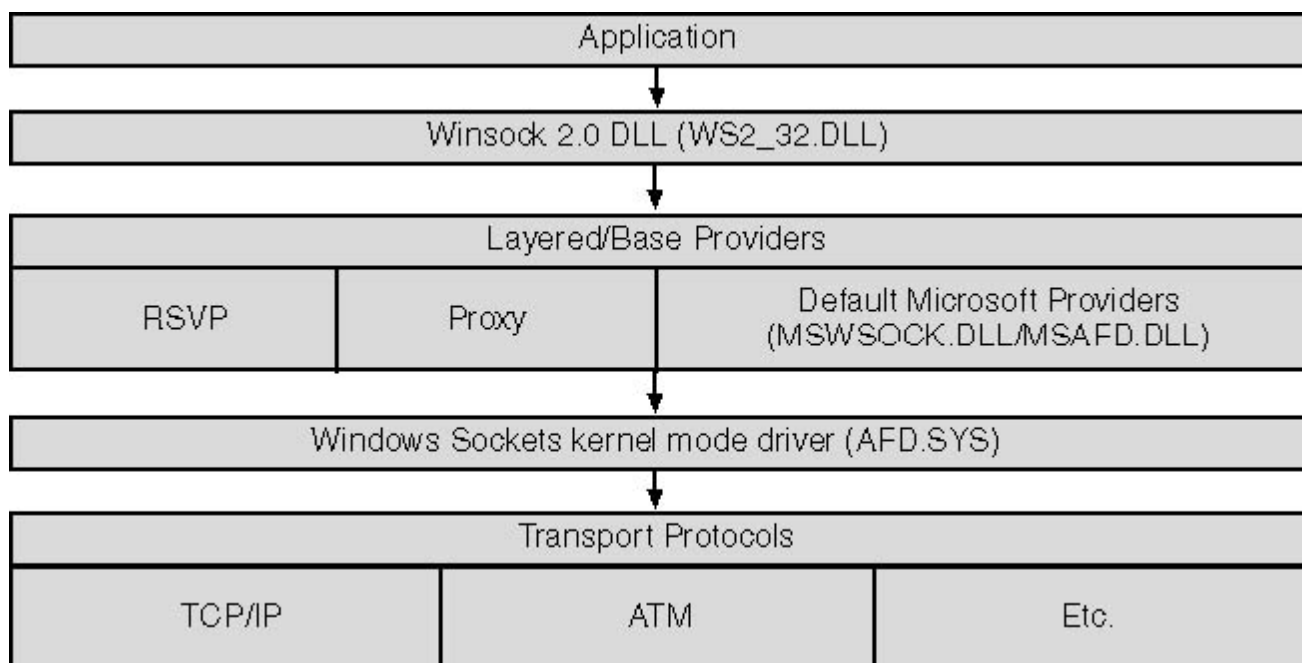 Application
Winsock 2.0 DLL (WS2_32.DLL)
Layered/Base Providers
RSVP
Proxy
Default Microsoft Providers
(MSWSOCK.DLL/MSAFD.DLL)
Windows Sockets kernel mode driver (AFD.SYS)
Transport Protocols
TCP/IP
ATM
Etc.